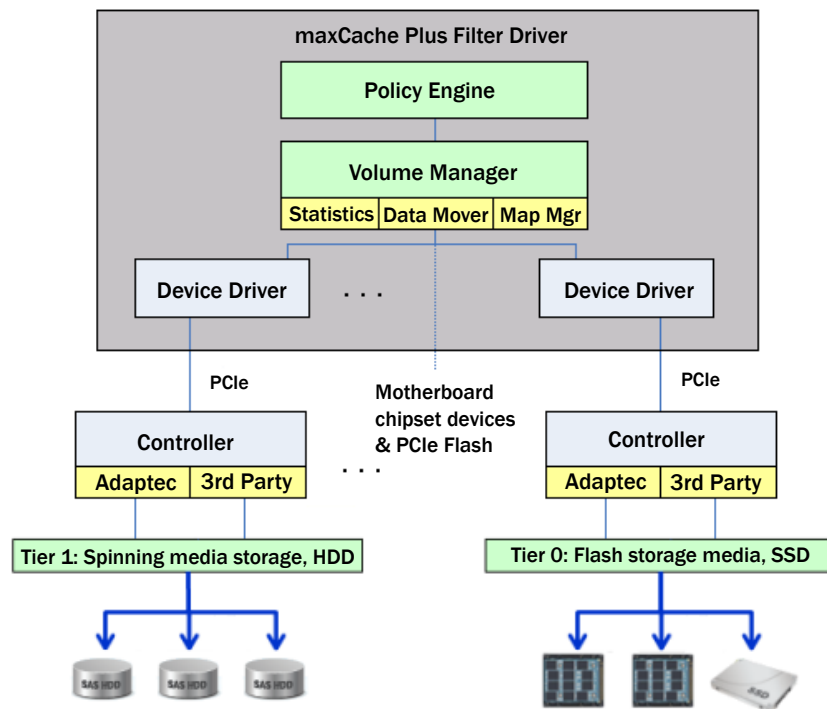 maxCache Plus Filter Driver
Policy Engine
Volume Manager
Statistics Data Mover Map Mgr
Device Driver
. . .
Device Driver
PCIe
PCIe
Motherboard
chipset devices
& PCIe Flash
Controller
Adaptec 3rd Party
. . .
Controller
Adaptec 3rd Party
Tier 1: Spinning media storage, HDD
Tier 0: Flash storage media, SSD
SAS HDD
SAS HDD
SAS HDD
SSD